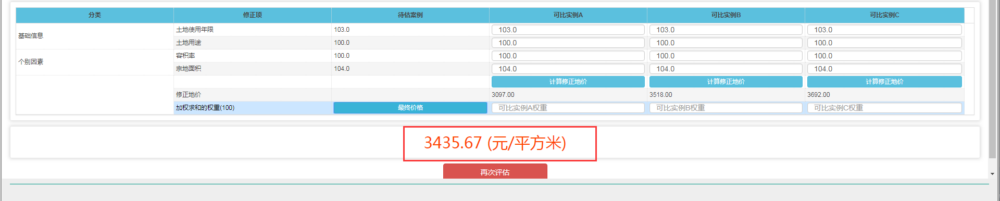 分类 修正项 待估案例 可比实例A 可比实例B 可比实例C
基础信息 土地使用年限 103.0 103.0 103.0 103.0
土地用途 100.0 100.0 100.0 100.0
个别因素 容积率 100.0 100.0 100.0 100.0
宗地面积 104.0 104.0 104.0 104.0
计算修正地价 计算修正地价 计算修正地价
修正地价 3097.00 3518.00 3692.00
加权求和的权重(100) 最终价格 可比实例A权重 可比实例B权重 可比实例C权重
3435.67 (元/平方米)
再次评估